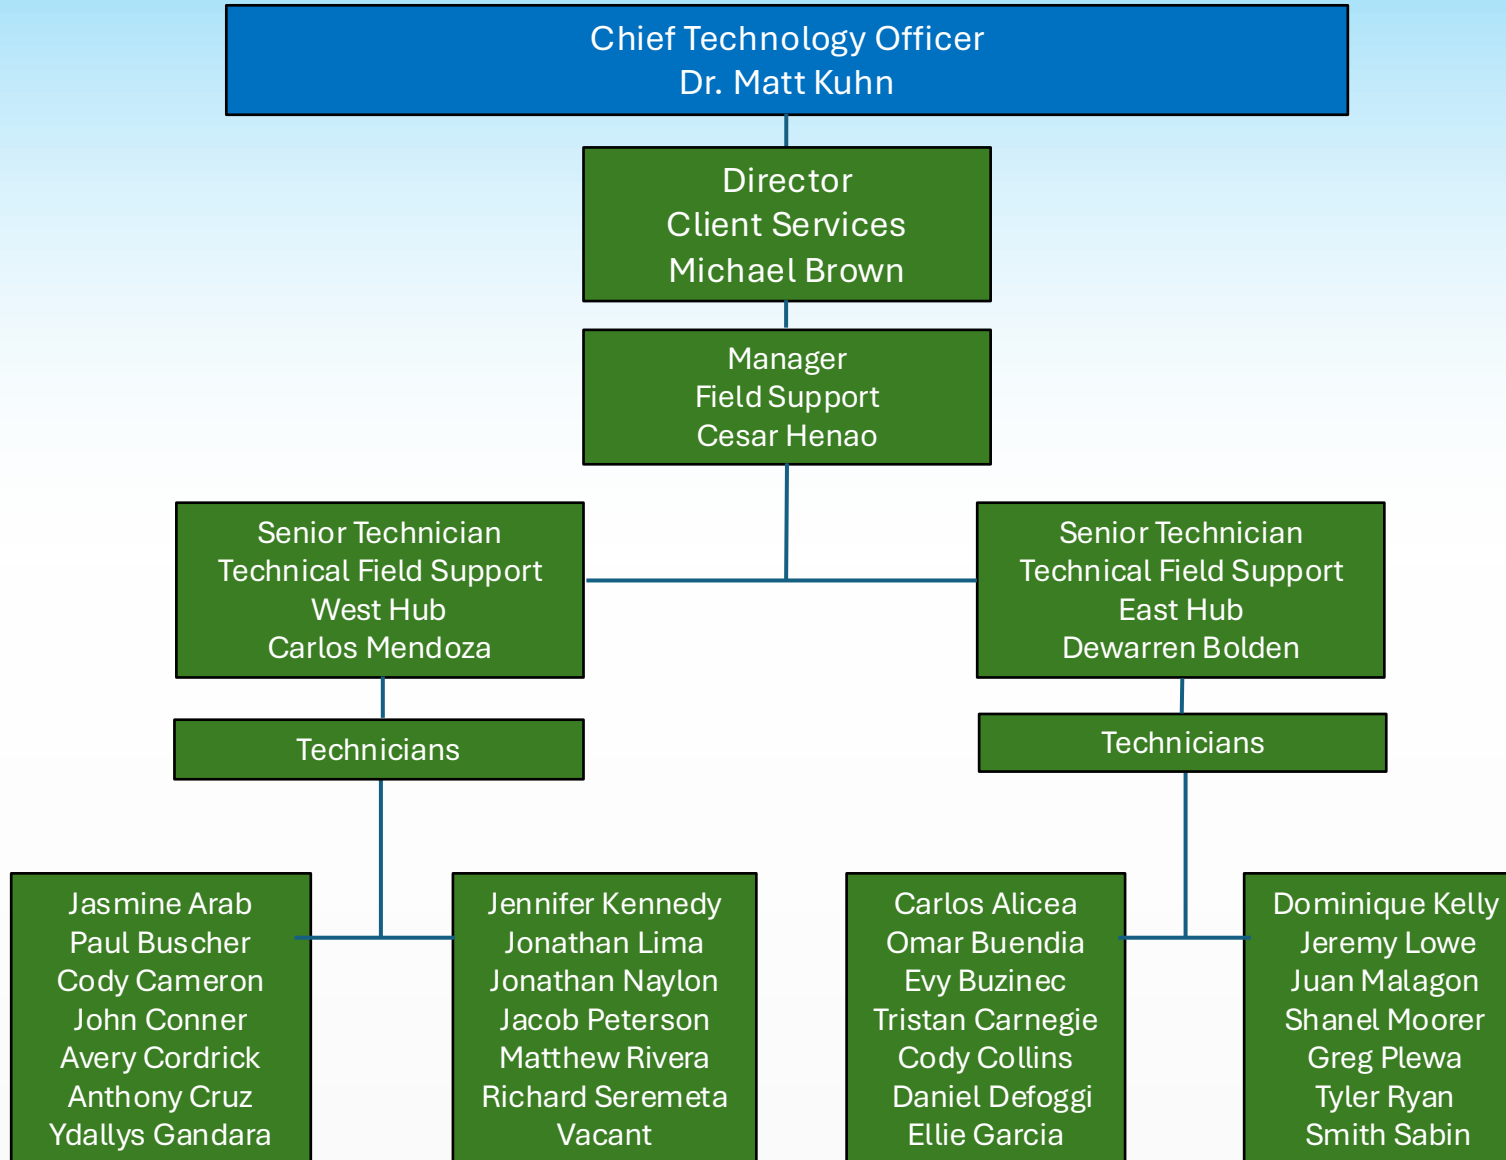 Chief Technology Officer
Dr. Matt Kuhn
Director
Client Services
Michael Brown
Manager
Field Support
Cesar Henao
Senior Technician
Technical Field Support
West Hub
Carlos Mendoza
Senior Technician
Technical Field Support
East Hub
Dewarren Bolden
Technicians
Technicians
Jasmine Arab
Paul Buscher
Cody Cameron
John Conner
Avery Cordrick
Anthony Cruz
Ydallys Gandara
Jennifer Kennedy
Jonathan Lima
Jonathan Naylon
Jacob Peterson
Matthew Rivera
Richard Seremeta
Vacant
Carlos Alicea
Omar Buendia
Evy Buzinec
Tristan Carnegie
Cody Collins
Daniel Defoggi
Ellie Garcia
Dominique Kelly
Jeremy Lowe
Juan Malagon
Shanel Moorer
Greg Plewa
Tyler Ryan
Smith Sabin